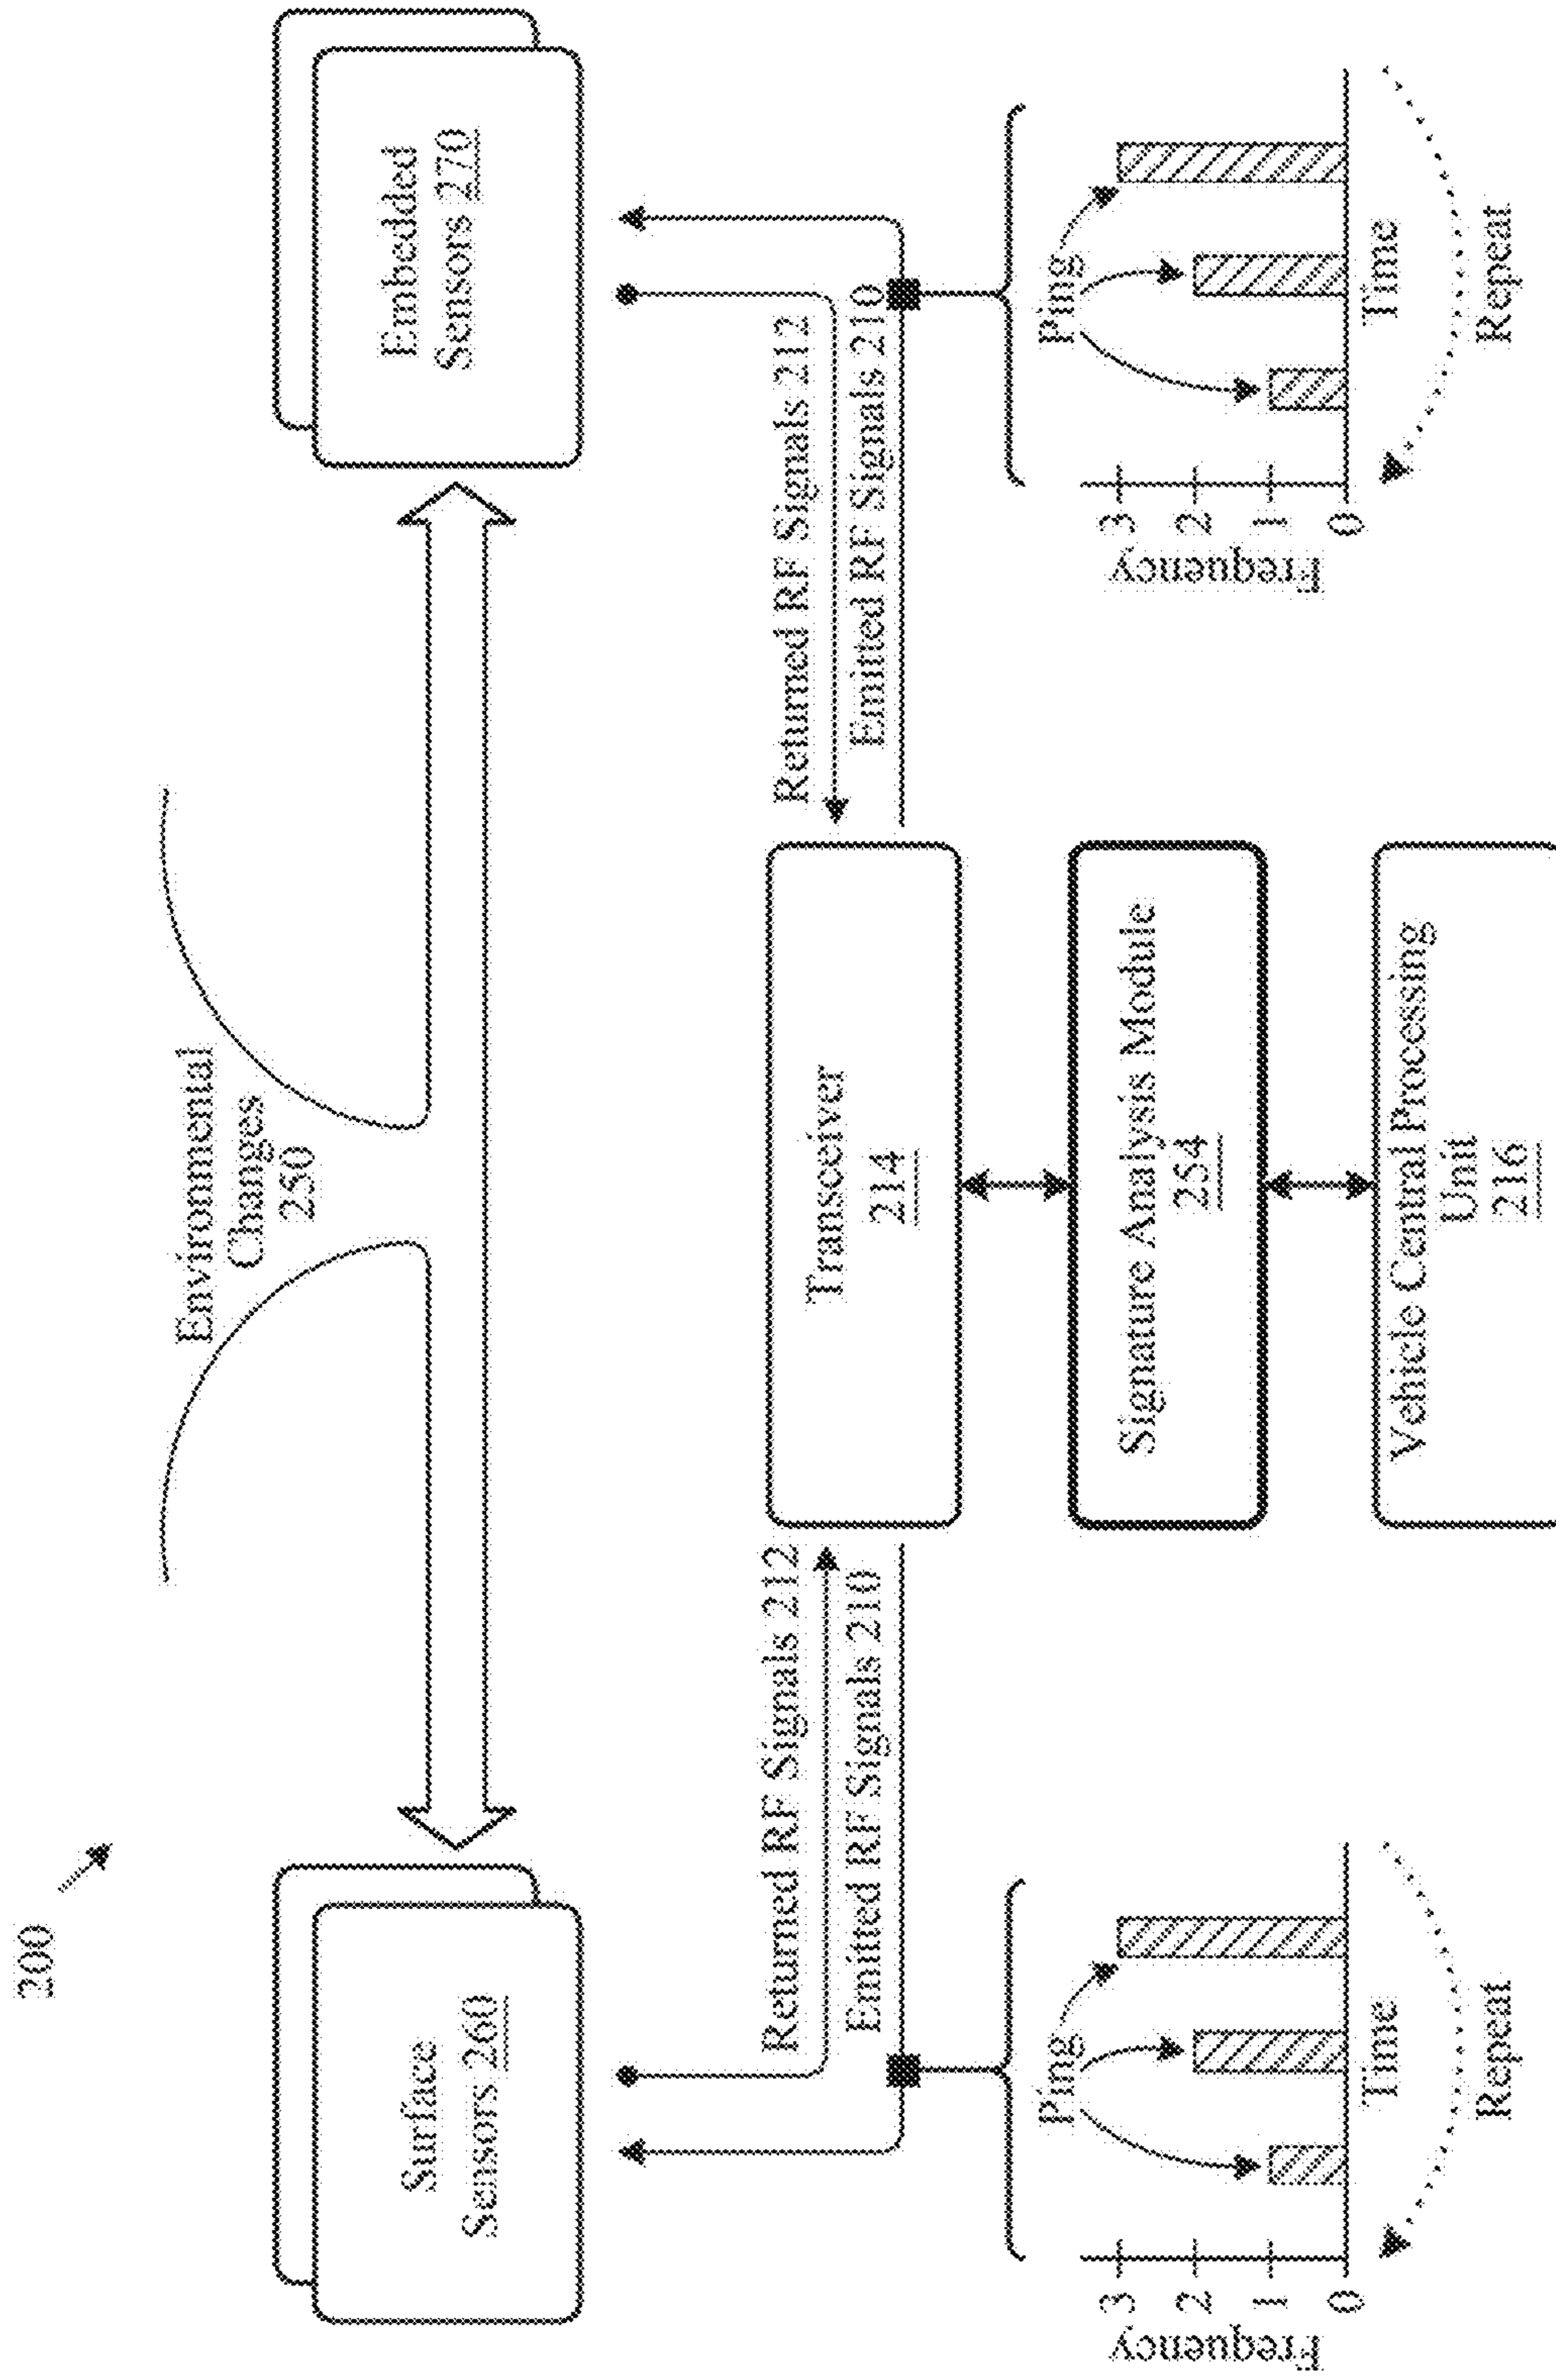 200
Environmental
Changes
250
Surface
Sensors 260
Embedded
Sensors 270
Returned RF Signals 212
Emitted RF Signals 210
Returned RF Signals 212
Emitted RF Signals 210
Transceiver
214
Signature Analysis Module
254
Vehicle Central Processing
Unit
216
Frequency
3
2
1
0
Ping
Time
Repeat
Frequency
3
2
1
0
Ping
Time
Repeat